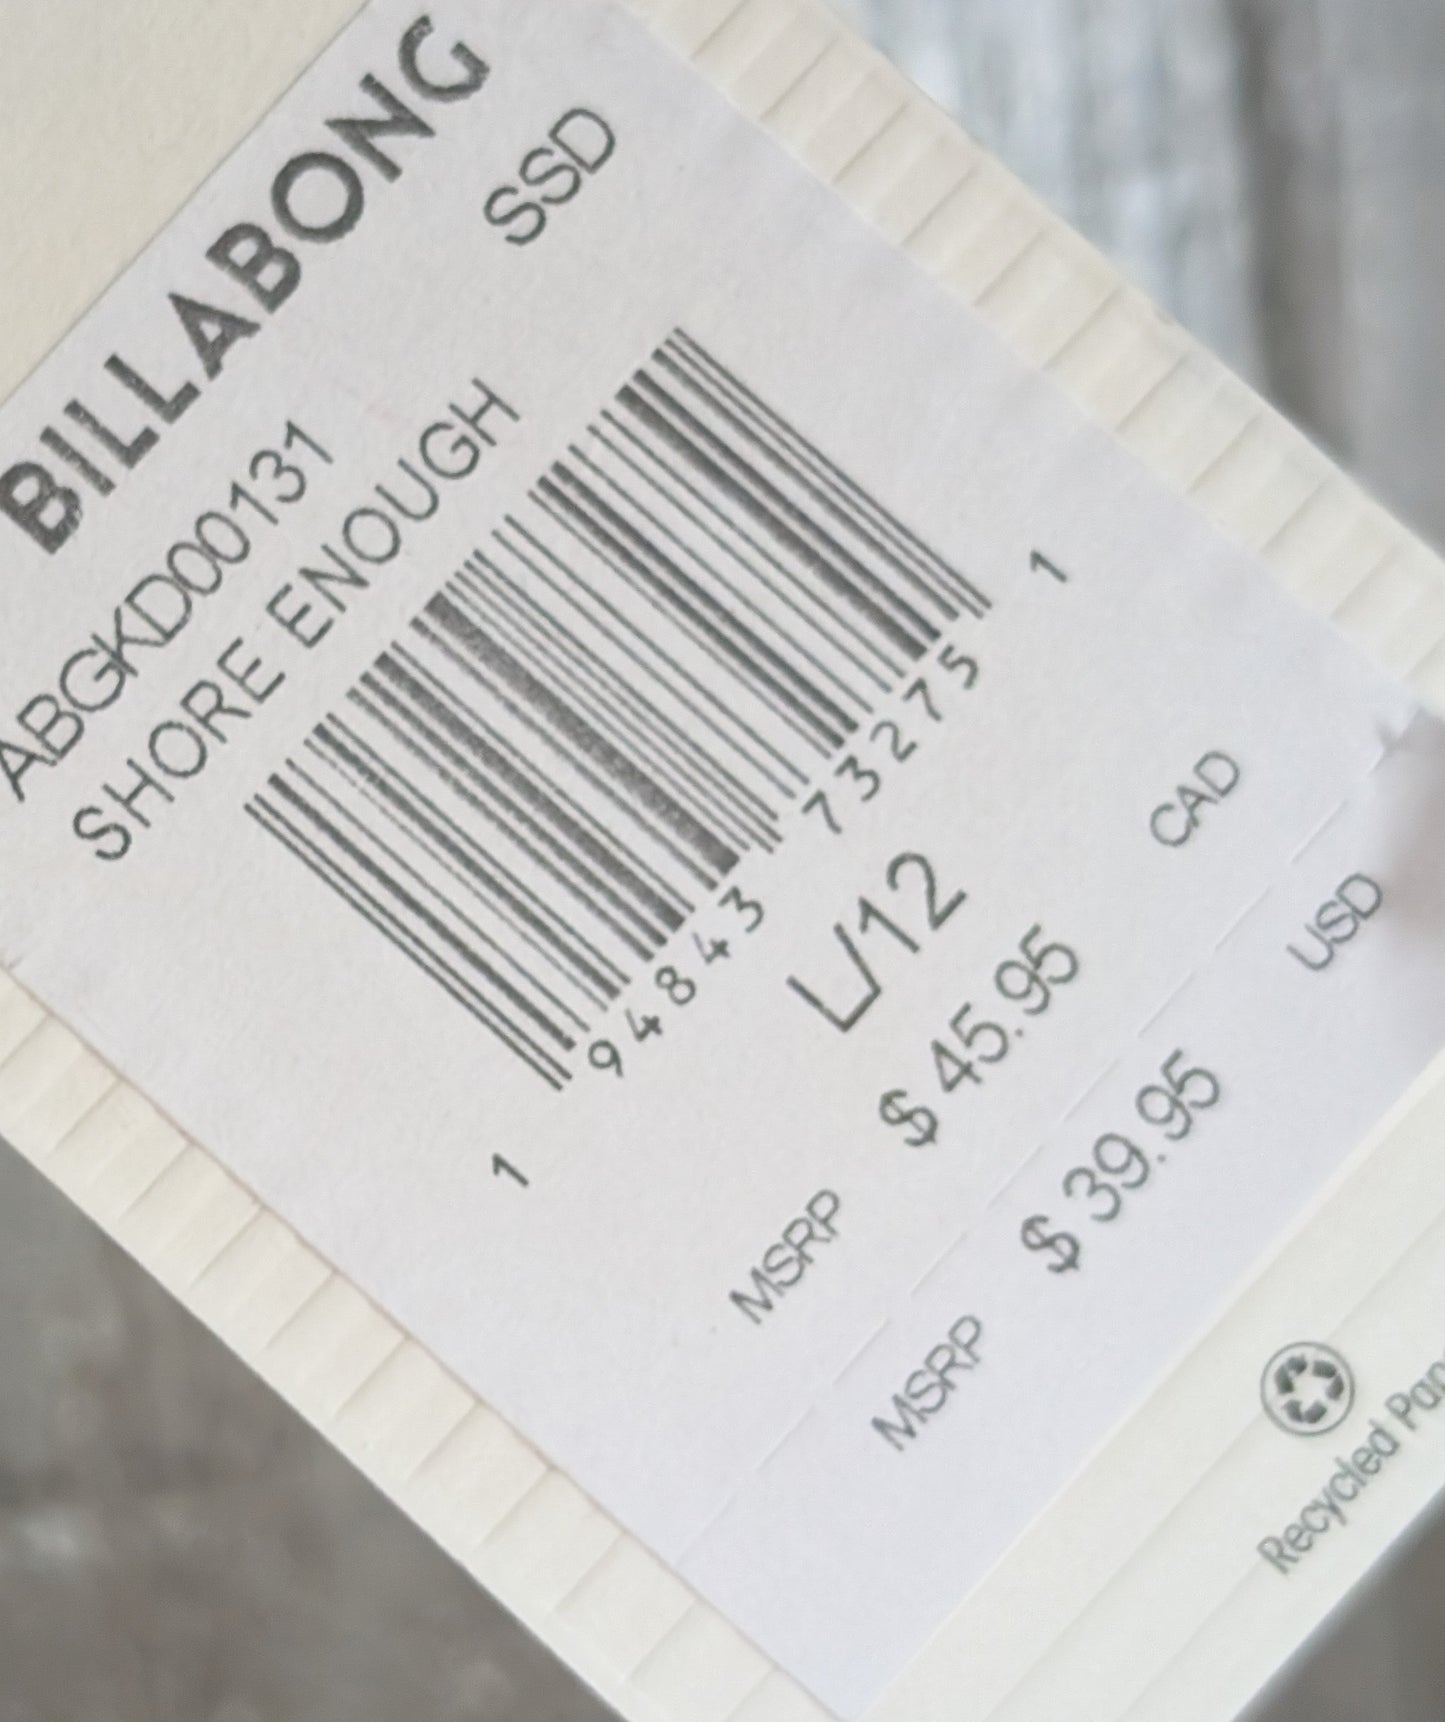 BILLABONG
ABGKD00131 SSD
SHORE ENOUGH
1 94843 73275 1
L/12
MSRP $ 45.95 CAD
MSRP $ 39.95 USD
Recycled